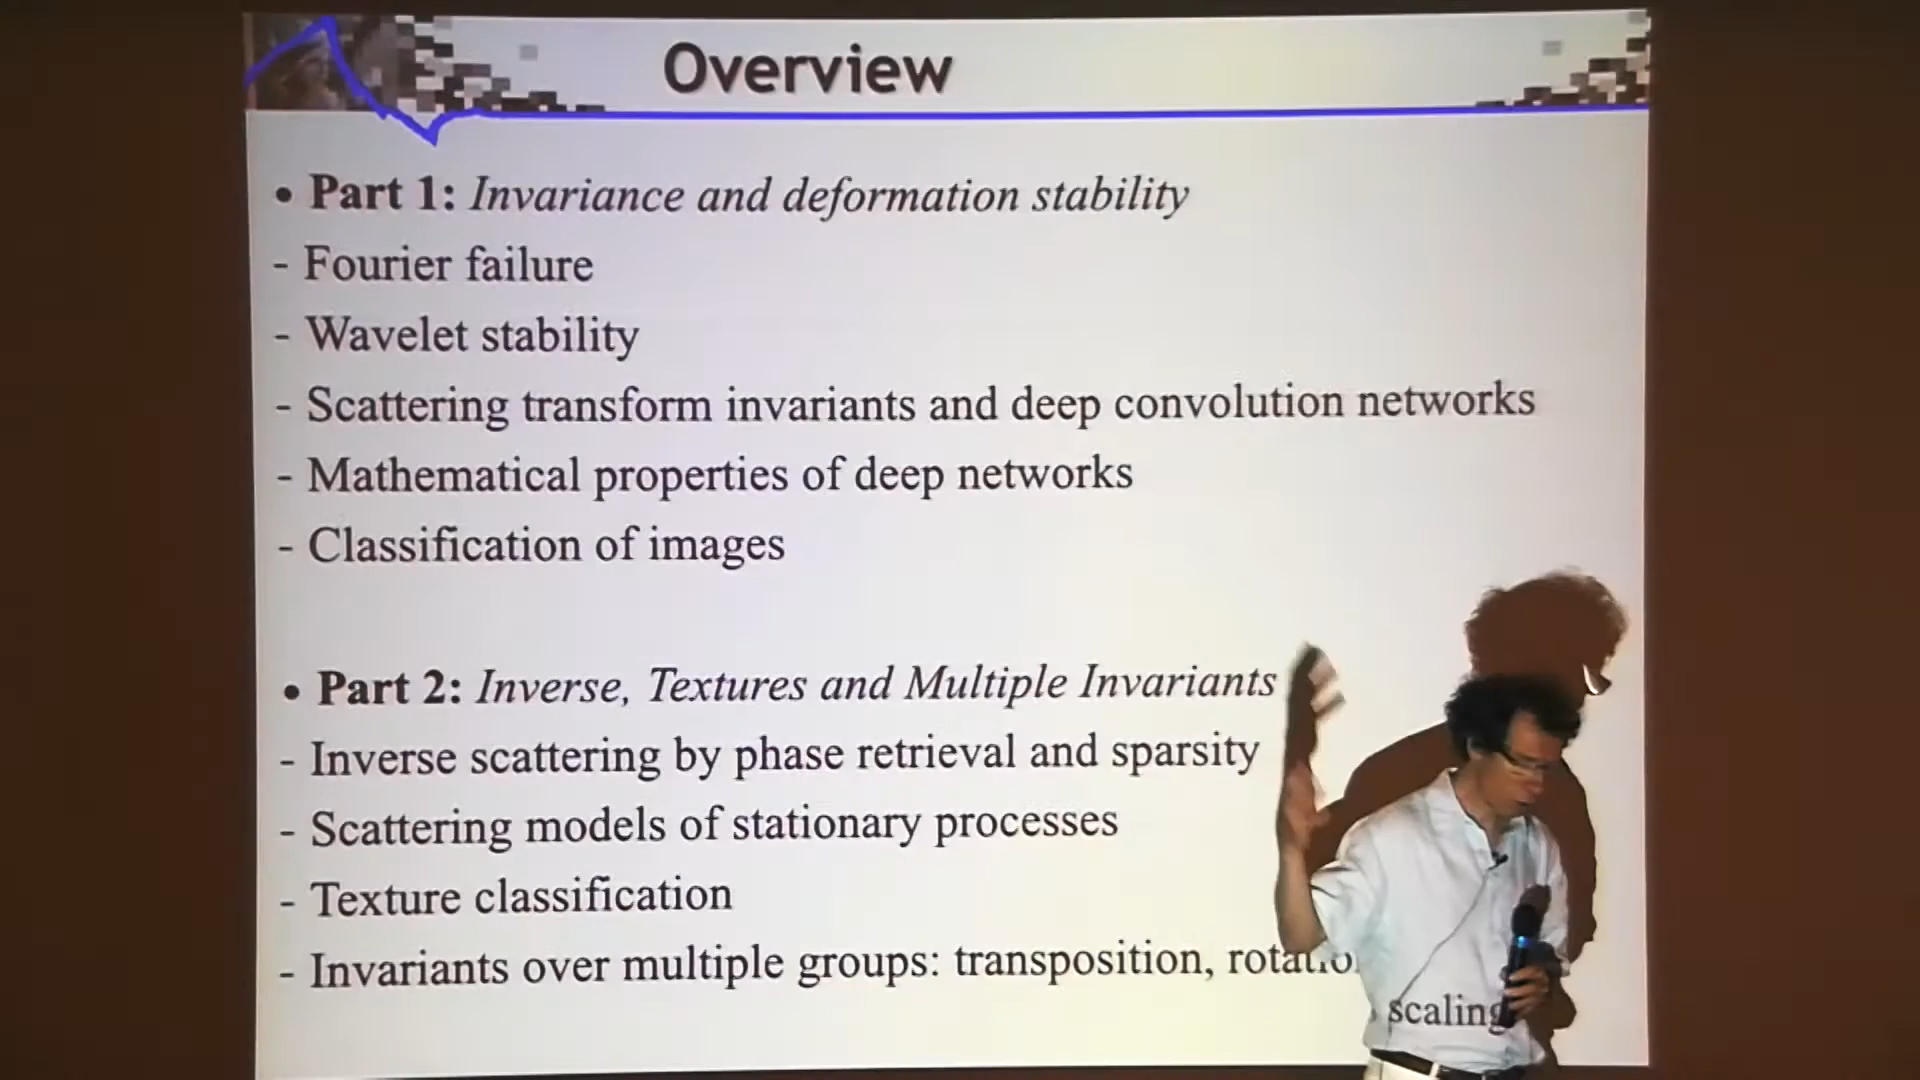 Overview
• Part 1: Invariance and deformation stability
- Fourier failure
- Wavelet stability
- Scattering transform invariants and deep convolution networks
- Mathematical properties of deep networks
- Classification of images
• Part 2: Inverse, Textures and Multiple Invariants
- Inverse scattering by phase retrieval and sparsity
- Scattering models of stationary processes
- Texture classification
- Invariants over multiple groups: transposition,
scaling